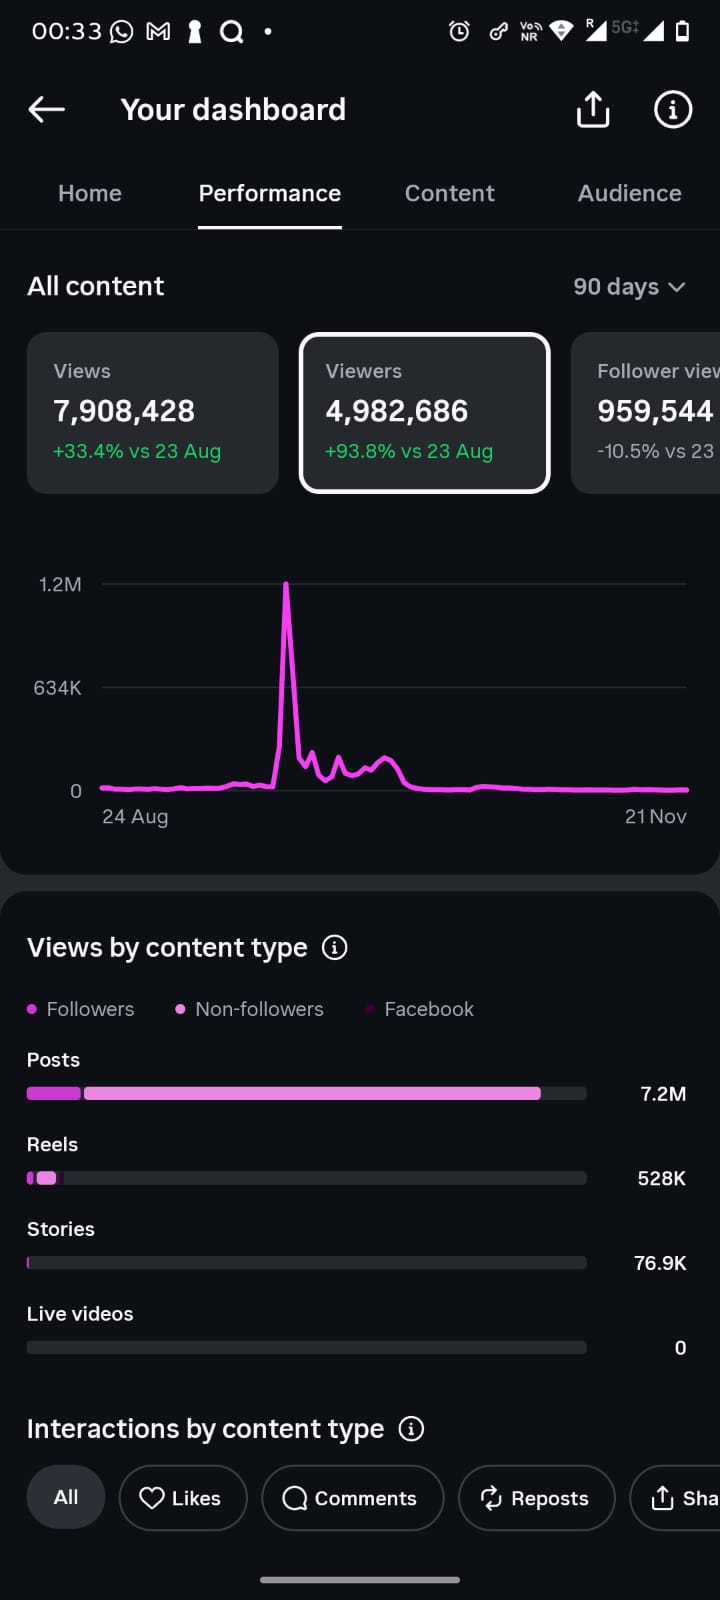 00:33
Vo))
NR
R
5G‡
Your dashboard
Home
Performance
Content
Audience
All content
90 days
Views
7,908,428
+33.4% vs 23 Aug
Viewers
4,982,686
+93.8% vs 23 Aug
Follower view
959,544
-10.5% vs 23
1.2M
634K
0
24 Aug
21 Nov
Views by content type
Followers
Non-followers
Facebook
Posts
7.2M
Reels
528K
Stories
76.9K
Live videos
0
Interactions by content type
All
Likes
Comments
Reposts
Sha